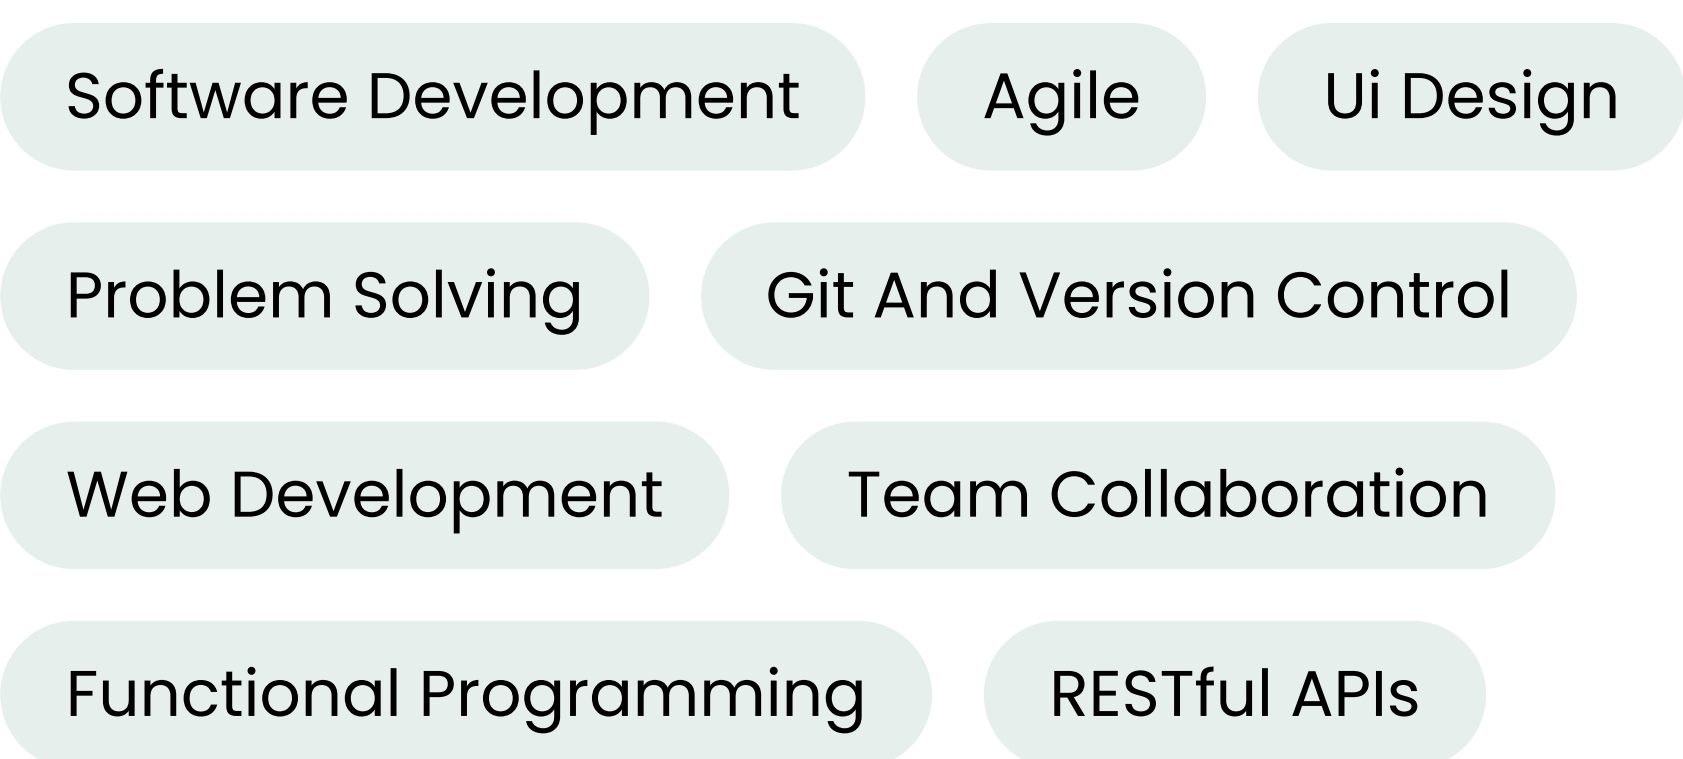 Software Development Agile Ui Design
Problem Solving Git And Version Control
Web Development Team Collaboration
Functional Programming RESTful APIs